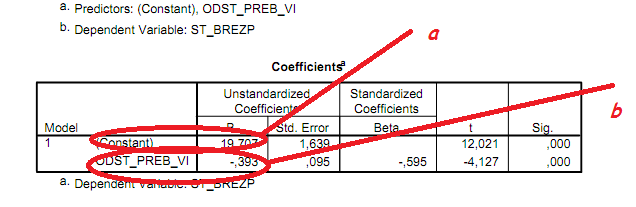 a. Predictors: (Constant), ODST_PREB_VI
b. Dependent Variable: ST_BREZP
a
Coefficientsª
Unstandardized Coefficients Standardized Coefficients
Model B Std. Error Beta t Sig.
1 (Constant) 19,707 1,639 12,021 ,000
ODST_PREB_VI -,393 ,095 -,595 -4,127 ,000
b
a. Dependent Variable: ST_BREZP